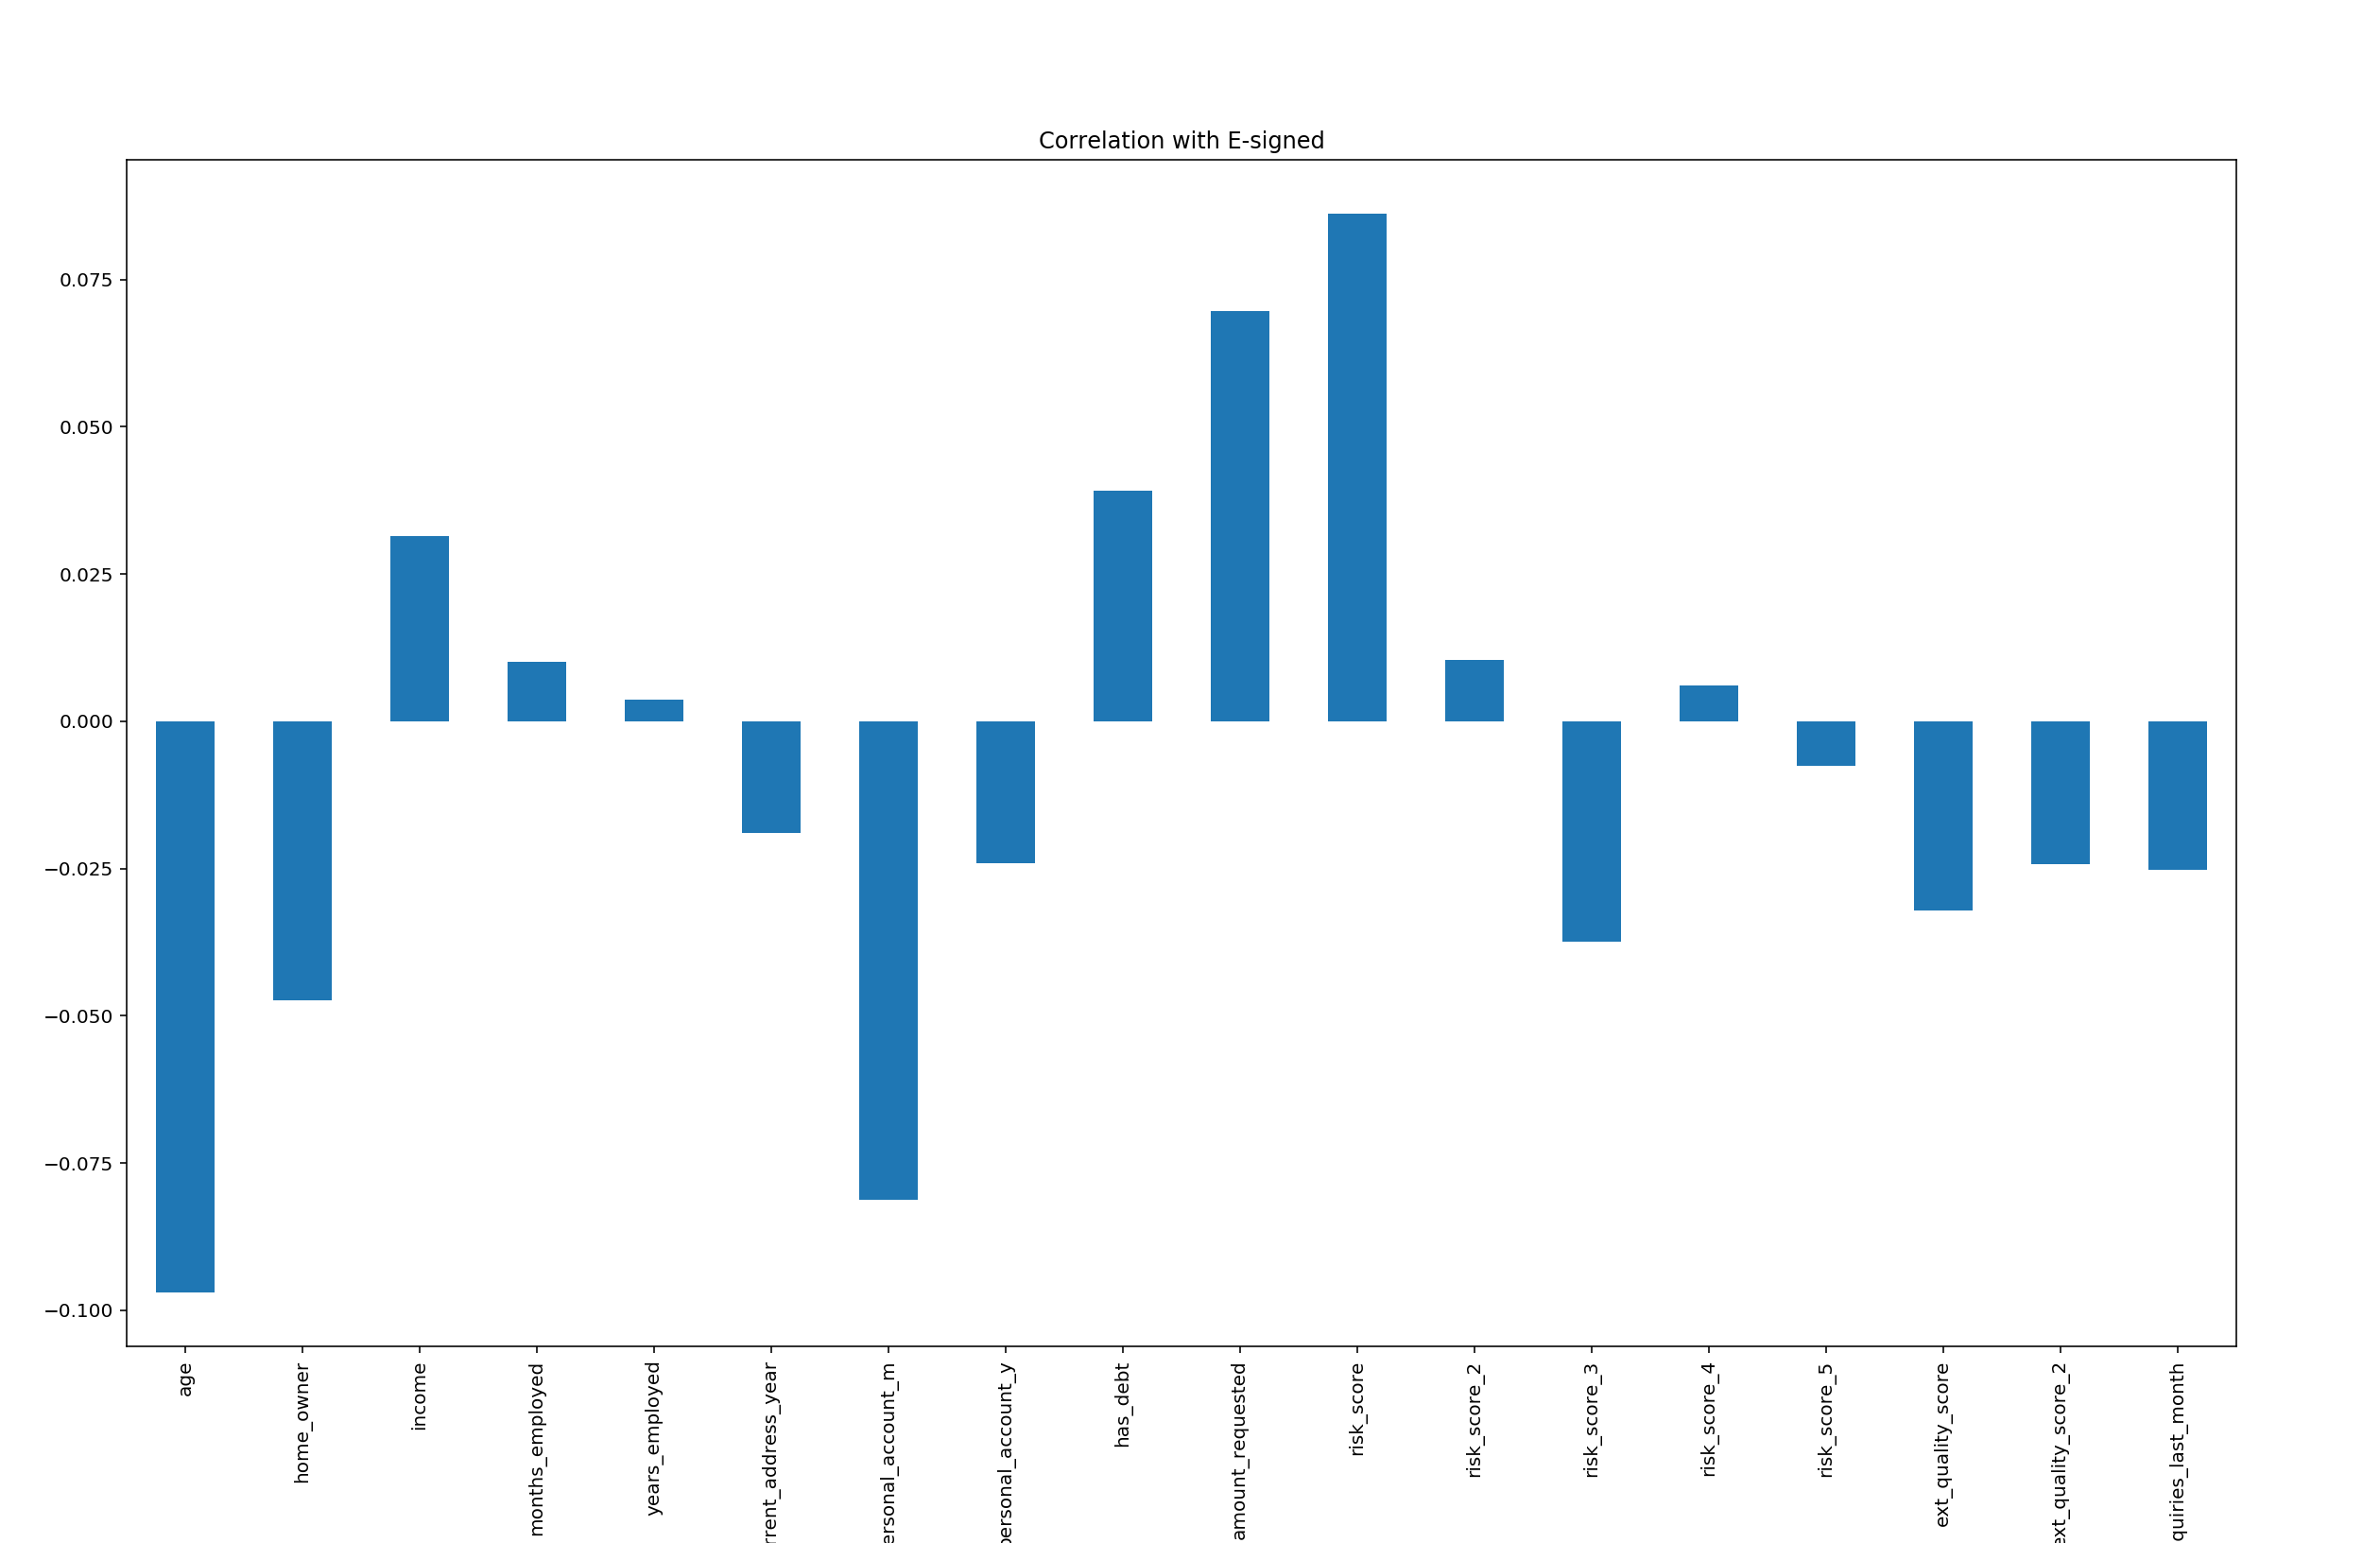 Correlation with E-signed
0.075
0.050
0.025
0.000
−0.025
−0.050
−0.075
−0.100
age
home_owner
income
months_employed
years_employed
rrent_address_year
ersonal_account_m
personal_account_y
has_debt
amount_requested
risk_score
risk_score_2
risk_score_3
risk_score_4
risk_score_5
ext_quality_score
ext_quality_score_2
quiries_last_month